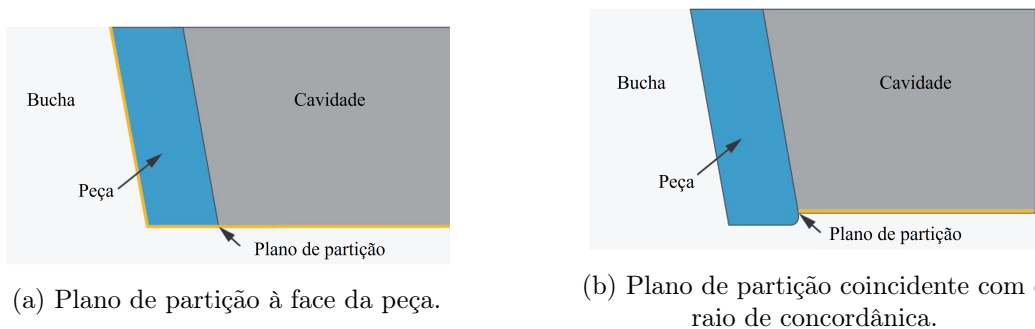 Bucha
Cavidade
Peça
Plano de partição
(a) Plano de partição à face da peça.
Bucha
Cavidade
Peça
Plano de partição
(b) Plano de partição coincidente com
raio de concordânica.